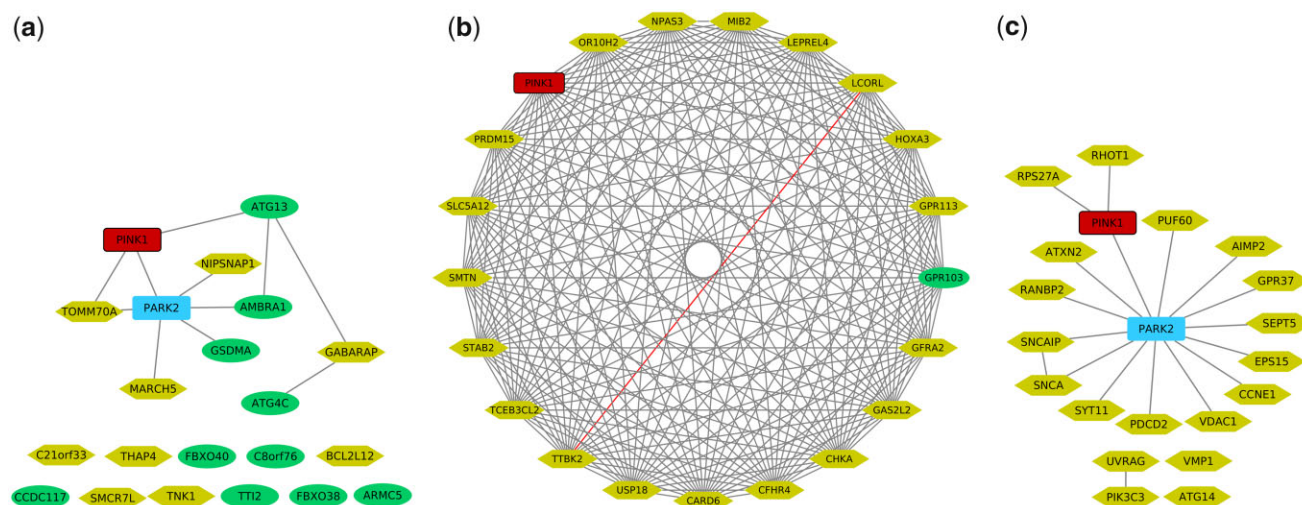 (a)
ATG13
PINK1
NIPSNAP1
TOMM70A
PARK2
AMBRA1
GSDMA
GABARAP
MARCH5
ATG4C
C21orf33
THAP4
FBXO40
C8orf76
BCL2L12
CCDC117
SMCR7L
TNK1
TTI2
FBXO38
ARMC5
(b)
NPAS3
MIB2
OR10H2
LEPREL4
PINK1
LCORL
PRDM15
HOXA3
SLC5A12
GPR113
SMTN
GPR103
STAB2
GFRA2
TCEB3CL2
GAS2L2
TTBK2
CHKA
USP18
CARD6
CFHR4
(c)
RHOT1
RPS27A
PINK1
PUF60
ATXN2
AIMP2
RANBP2
GPR37
PARK2
SEPT5
SNCAIP
EPS15
SNCA
CCNE1
SYT11
PDCD2
VDAC1
UVRAG
VMP1
PIK3C3
ATG14